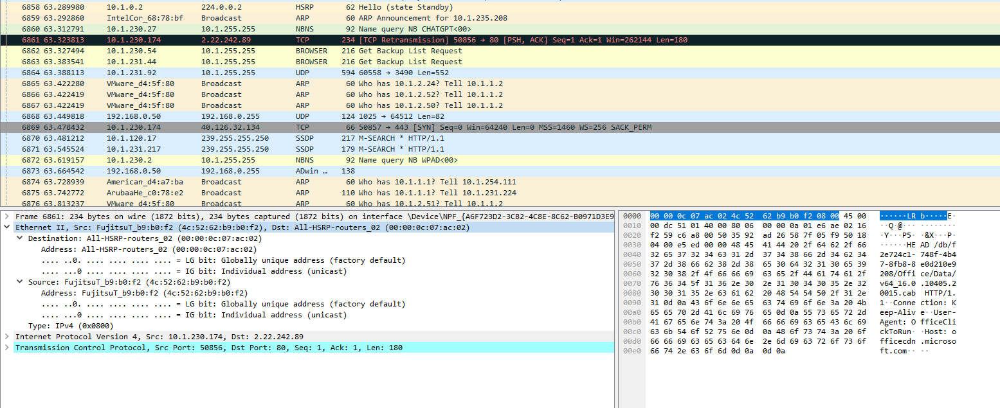 6858 63.289980 10.1.0.2 224.0.0.2 HSRP 62 Hello (state Standby)
6859 63.292860 IntelCor_68:78:bf Broadcast ARP 60 ARP Announcement for 10.1.235.208
6860 63.312791 10.1.230.27 10.1.255.255 NBNS 92 Name query NB CHATGPT<00>
6861 63.323813 10.1.230.174 2.22.242.89 TCP 234 [TCP Retransmission] 50856 → 80 [PSH, ACK] Seq=1 Ack=1 Win=262144 Len=180
6862 63.327494 10.1.230.54 10.1.255.255 BROWSER 216 Get Backup List Request
6863 63.383541 10.1.231.44 10.1.255.255 BROWSER 216 Get Backup List Request
6864 63.388113 10.1.231.92 10.1.255.255 UDP 594 60558 → 3490 Len=552
6865 63.422280 VMware_d4:5f:80 Broadcast ARP 60 Who has 10.1.2.24? Tell 10.1.1.2
6866 63.422419 VMware_d4:5f:80 Broadcast ARP 60 Who has 10.1.2.52? Tell 10.1.1.2
6867 63.422419 VMware_d4:5f:80 Broadcast ARP 60 Who has 10.1.2.50? Tell 10.1.1.2
6868 63.449818 192.168.0.50 192.168.0.255 UDP 124 1025 → 64512 Len=82
6869 63.478432 10.1.230.174 40.126.32.134 TCP 66 50857 → 443 [SYN] Seq=0 Win=64240 Len=0 MSS=1460 WS=256 SACK_PERM
6870 63.481212 10.1.120.17 239.255.255.250 SSDP 217 M-SEARCH * HTTP/1.1
6871 63.545524 10.1.231.217 239.255.255.250 SSDP 179 M-SEARCH * HTTP/1.1
6872 63.619157 10.1.230.2 10.1.255.255 NBNS 92 Name query NB WPAD<00>
6873 63.664542 192.168.0.50 192.168.0.255 ADwin … 138
6874 63.728939 American_d4:a7:ba Broadcast ARP 60 Who has 10.1.1.1? Tell 10.1.254.111
6875 63.742772 ArubaaHe_c0:78:e2 Broadcast ARP 110 Who has 10.1.1.1? Tell 10.1.231.224
6876 63.813237 VMware_d4:5f:80 Broadcast ARP 60 Who has 10.1.2.51? Tell 10.1.1.2
Frame 6861: 234 bytes on wire (1872 bits), 234 bytes captured (1872 bits) on interface \Device\NPF_{A6F723D2-3CB2-4C8E-8C62-B0971D3E9
Ethernet II, Src: FujitsuT_b9:b0:f2 (4c:52:62:b9:b0:f2), Dst: All-HSRP-routers_02 (00:00:0c:07:ac:02)
Destination: All-HSRP-routers_02 (00:00:0c:07:ac:02)
Address: All-HSRP-routers_02 (00:00:0c:07:ac:02)
.... ..0. .... .... .... .... = LG bit: Globally unique address (factory default)
.... ...0 .... .... .... .... = IG bit: Individual address (unicast)
Source: FujitsuT_b9:b0:f2 (4c:52:62:b9:b0:f2)
Address: FujitsuT_b9:b0:f2 (4c:52:62:b9:b0:f2)
.... ..0. .... .... .... .... = LG bit: Globally unique address (factory default)
.... ...0 .... .... .... .... = IG bit: Individual address (unicast)
Type: IPv4 (0x0800)
Internet Protocol Version 4, Src: 10.1.230.174, Dst: 2.22.242.89
Transmission Control Protocol, Src Port: 50856, Dst Port: 80, Seq: 1, Ack: 1, Len: 180
0000 00 00 0c 07 ac 02 4c 52 62 b9 b0 f2 08 00 45 00 ······LR b·····E·
0010 00 dc 51 01 40 00 80 06 00 00 0a 01 e6 ae 02 16 ··Q·@··· ········
0020 f2 59 c6 a8 00 50 35 92 ad 26 58 7f 05 f9 50 18 ·Y···P5· ·&X···P·
0030 04 00 e5 ed 00 00 48 45 41 44 20 2f 64 62 2f 66 ······HE AD /db/f
0040 32 65 37 32 34 63 31 2d 37 34 38 66 2d 34 62 34 2e724c1- 748f-4b4
0050 37 2d 38 66 62 38 2d 38 65 30 64 32 31 30 65 39 7-8fb8-8 e0d210e9
0060 32 30 38 2f 4f 66 66 69 63 65 2f 44 61 74 61 2f 208/Offi ce/Data/
0070 76 36 34 5f 31 36 2e 30 2e 31 30 34 30 35 2e 32 v64_16.0 .10405.2
0080 30 30 31 35 2e 63 61 62 20 48 54 54 50 2f 31 2e 0015.cab HTTP/1.
0090 31 0d 0a 43 6f 6e 6e 65 63 74 69 6f 6e 3a 20 4b 1··Conne ction: K
00a0 65 65 70 2d 41 6c 69 76 65 0d 0a 55 73 65 72 2d eep-Aliv e··User-
00b0 41 67 65 6e 74 3a 20 4f 66 66 69 63 65 43 6c 69 Agent: O fficeCli
00c0 63 6b 54 6f 52 75 6e 0d 0a 48 6f 73 74 3a 20 6f ckToRun· ·Host: o
00d0 66 66 69 63 65 63 64 6e 2e 6d 69 63 72 6f 73 6f fficecdn .microso
00e0 66 74 2e 63 6f 6d 0d 0a 0d 0a ft.com·· ··